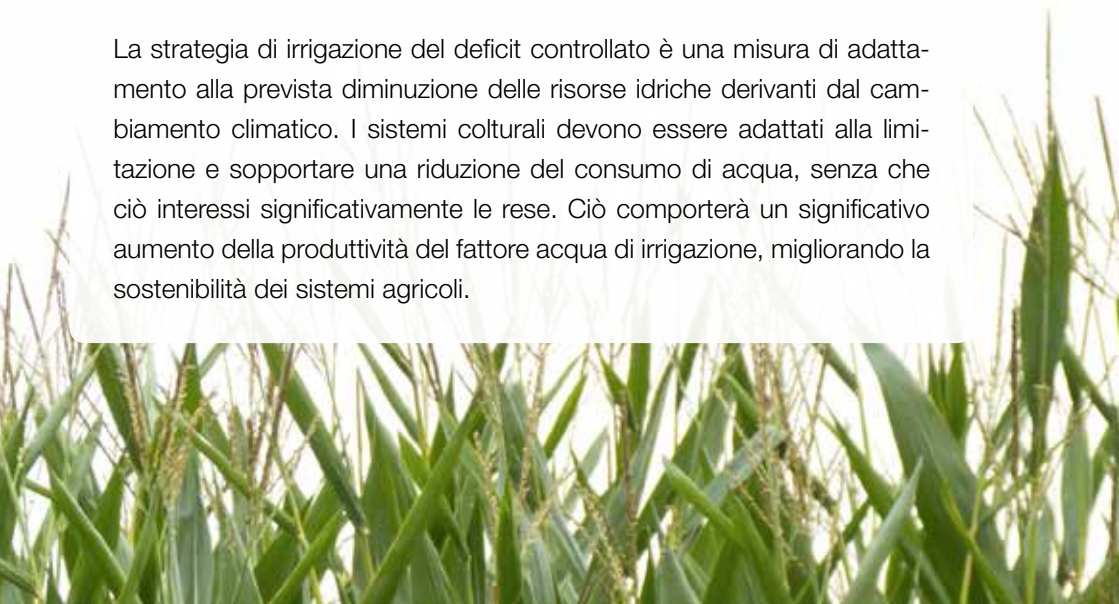 La strategia di irrigazione del deficit controllato è una misura di adatta-
mento alla prevista diminuzione delle risorse idriche derivanti dal cam-
biamento climatico. I sistemi colturali devono essere adattati alla limi-
tazione e sopportare una riduzione del consumo di acqua, senza che
ciò interessi significativamente le rese. Ciò comporterà un significativo
aumento della produttività del fattore acqua di irrigazione, migliorando la
sostenibilità dei sistemi agricoli.